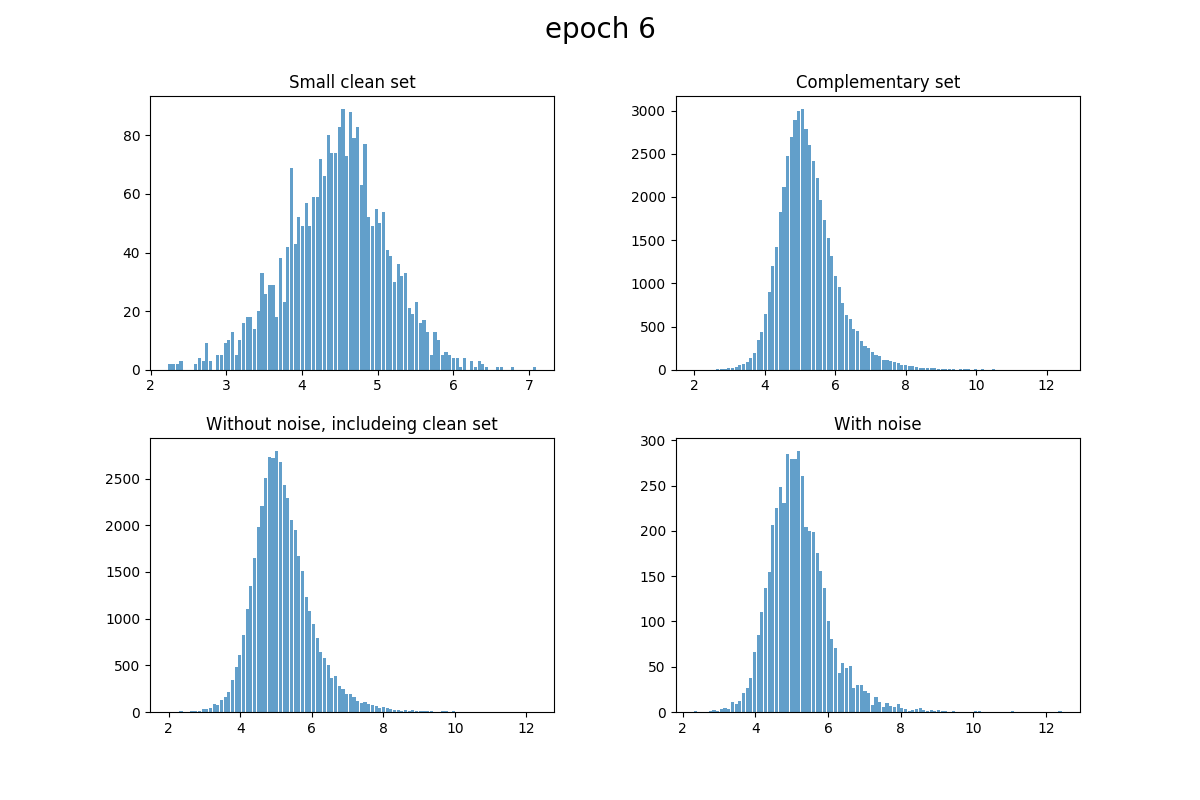 epoch 6
Small clean set
80
60
40
20
0
2 3 4 5 6 7
Complementary set
3000
2500
2000
1500
1000
500
0
2 4 6 8 10 12
Without noise, includeing clean set
2500
2000
1500
1000
500
0
2 4 6 8 10 12
With noise
300
250
200
150
100
50
0
2 4 6 8 10 12